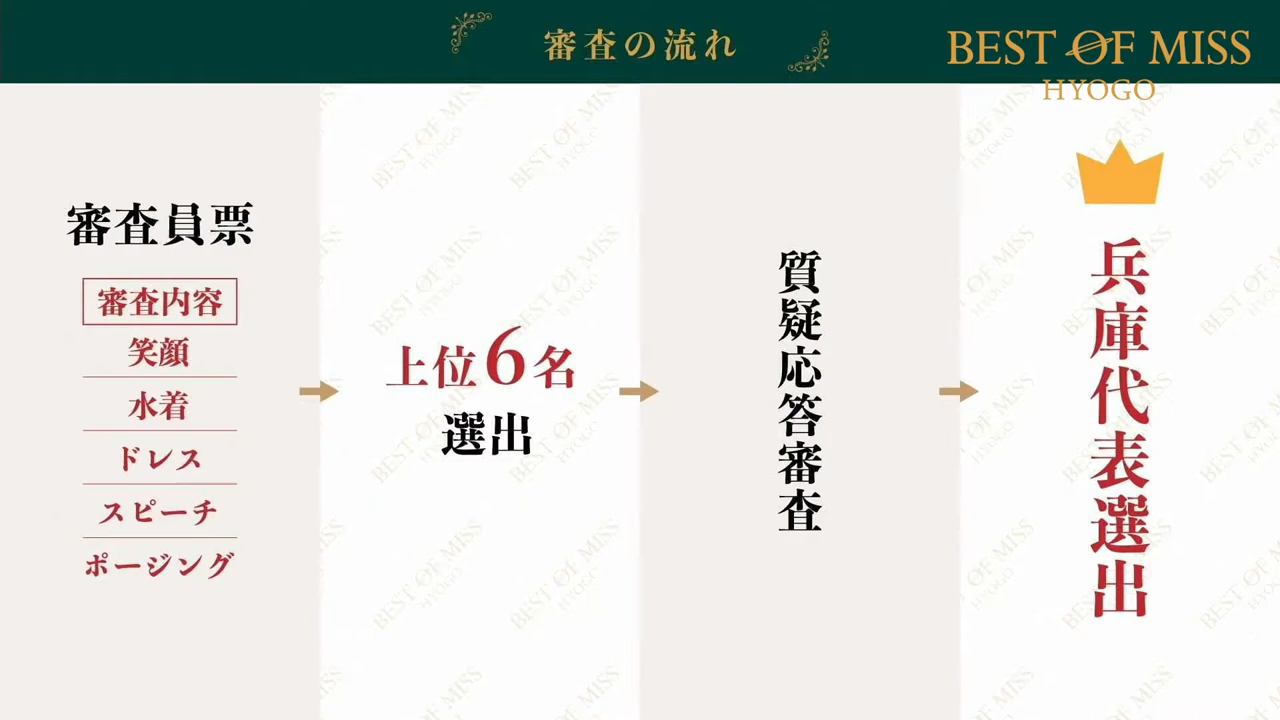 審査の流れ
BEST OF MISS
HYOGO
審査員票
審査内容
笑顔
水着
ドレス
スピーチ
ポージング
上位6名
選出
質疑応答審査
兵庫代表選出